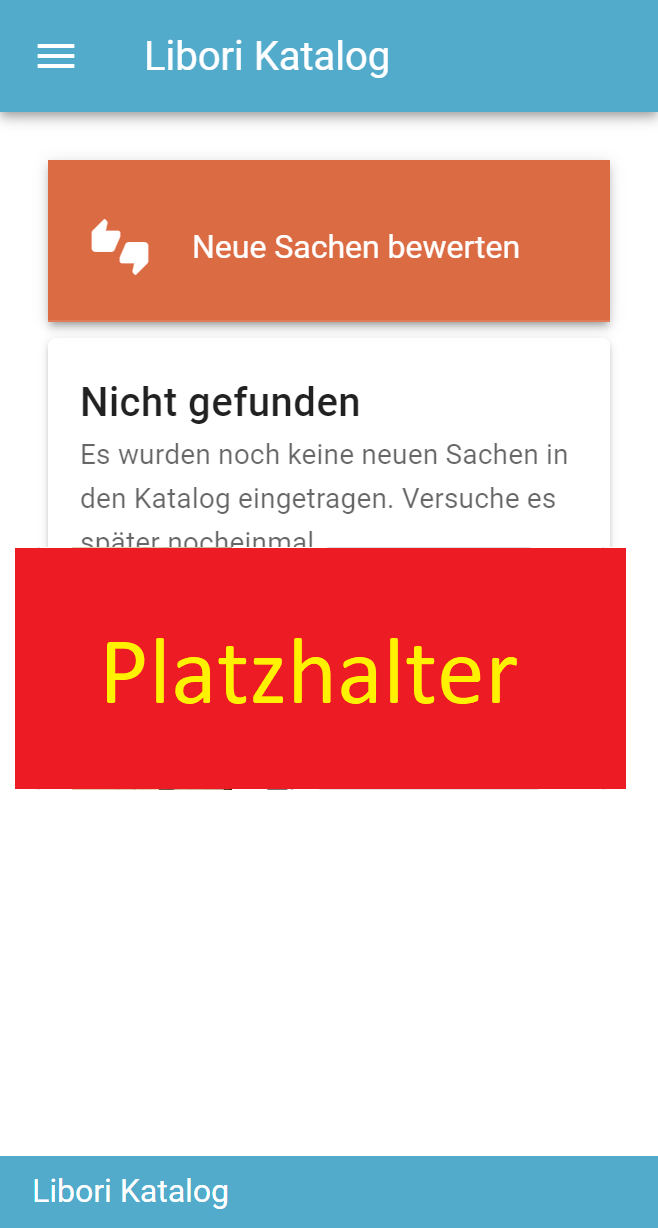 Libori Katalog
Neue Sachen bewerten
Nicht gefunden
Es wurden noch keine neuen Sachen in
den Katalog eingetragen. Versuche es
später nocheinmal
Platzhalter
Libori Katalog